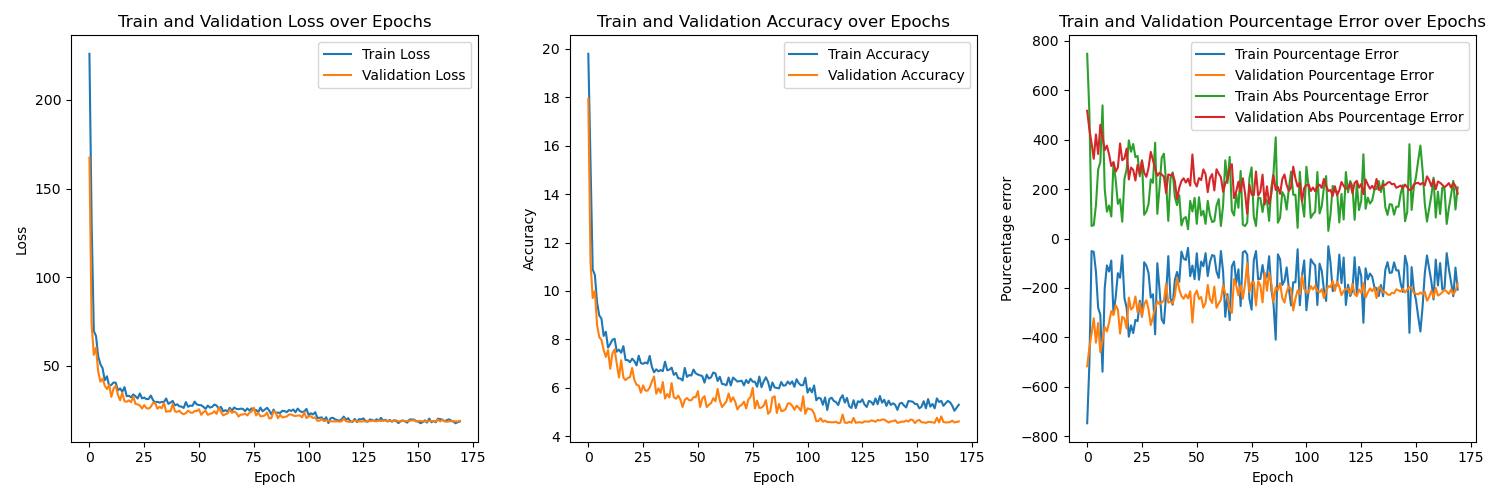 Train and Validation Loss over Epochs
Train Loss
Validation Loss
200
150
100
50
0
25
50
75
100
125
150
175
Loss
Epoch
Train and Validation Accuracy over Epochs
Train Accuracy
Validation Accuracy
20
18
16
14
12
10
8
6
4
0
25
50
75
100
125
150
175
Accuracy
Epoch
Train and Validation Pourcentage Error over Epochs
Train Pourcentage Error
Validation Pourcentage Error
Train Abs Pourcentage Error
Validation Abs Pourcentage Error
800
600
400
200
0
−200
−400
−600
−800
0
25
50
75
100
125
150
175
Pourcentage error
Epoch